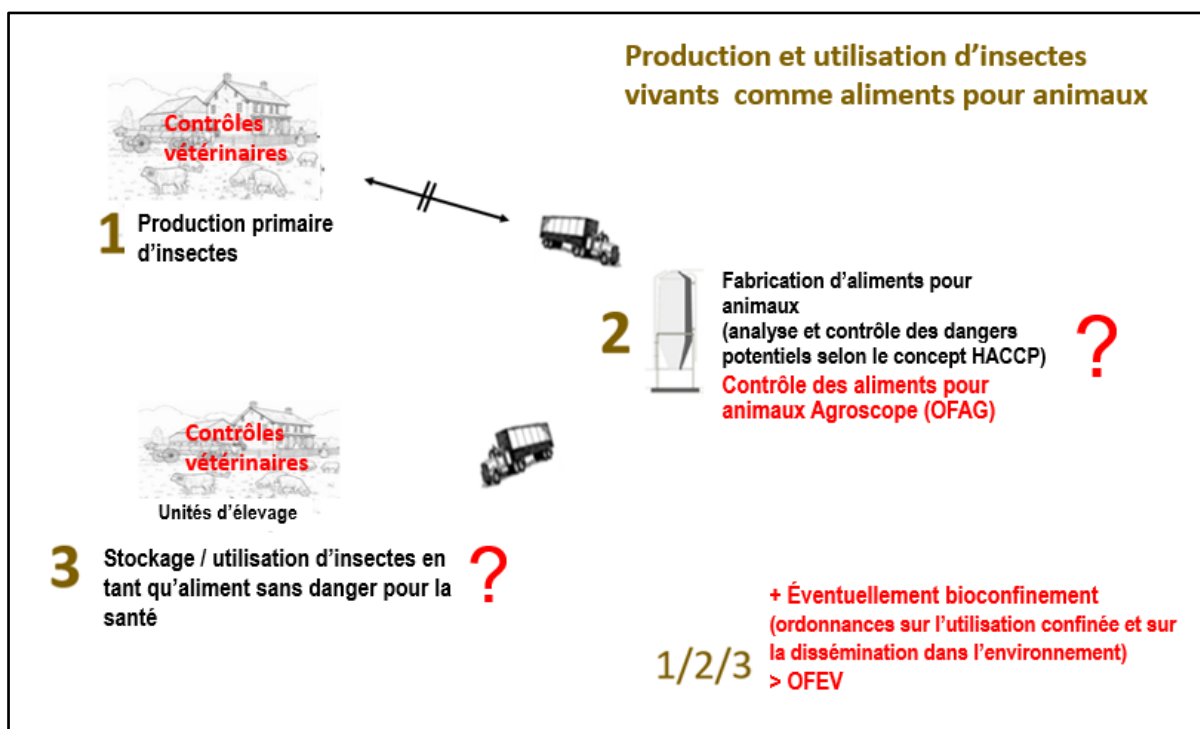 Production et utilisation d’insectes
vivants comme aliments pour animaux
Contrôles
vétérinaires
1 Production primaire
d’insectes
2
Fabrication d’aliments pour
animaux
(analyse et contrôle des dangers
potentiels selon le concept HACCP)
Contrôle des aliments pour
animaux Agroscope (OFAG)
?
Contrôles
vétérinaires
Unités d’élevage
3 Stockage / utilisation d’insectes en
tant qu’aliment sans danger pour la
santé
?
1/2/3
+ Éventuellement bioconfinement
(ordonnances sur l’utilisation confinée et sur
la dissémination dans l’environnement)
> OFEV